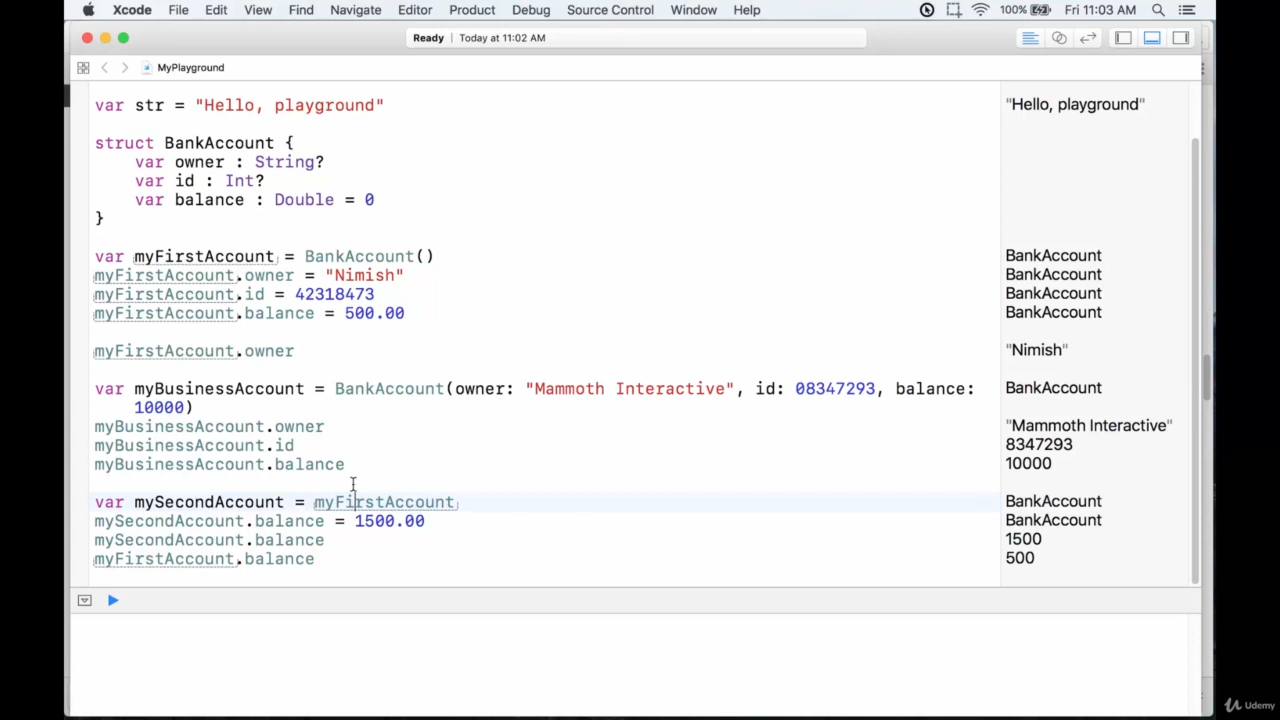 Xcode File Edit View Find Navigate Editor Product Debug Source Control Window Help 100% Fri 11:03 AM
Ready | Today at 11:02 AM
MyPlayground
var str = "Hello, playground" "Hello, playground"
struct BankAccount {
var owner : String?
var id : Int?
var balance : Double = 0
}
var myFirstAccount = BankAccount() BankAccount
myFirstAccount.owner = "Nimish" BankAccount
myFirstAccount.id = 42318473 BankAccount
myFirstAccount.balance = 500.00 BankAccount
myFirstAccount.owner "Nimish"
var myBusinessAccount = BankAccount(owner: "Mammoth Interactive", id: 08347293, balance: BankAccount
10000)
myBusinessAccount.owner "Mammoth Interactive"
myBusinessAccount.id 8347293
myBusinessAccount.balance 10000
var mySecondAccount = myFirstAccount BankAccount
mySecondAccount.balance = 1500.00 BankAccount
mySecondAccount.balance 1500
myFirstAccount.balance 500
Udemy